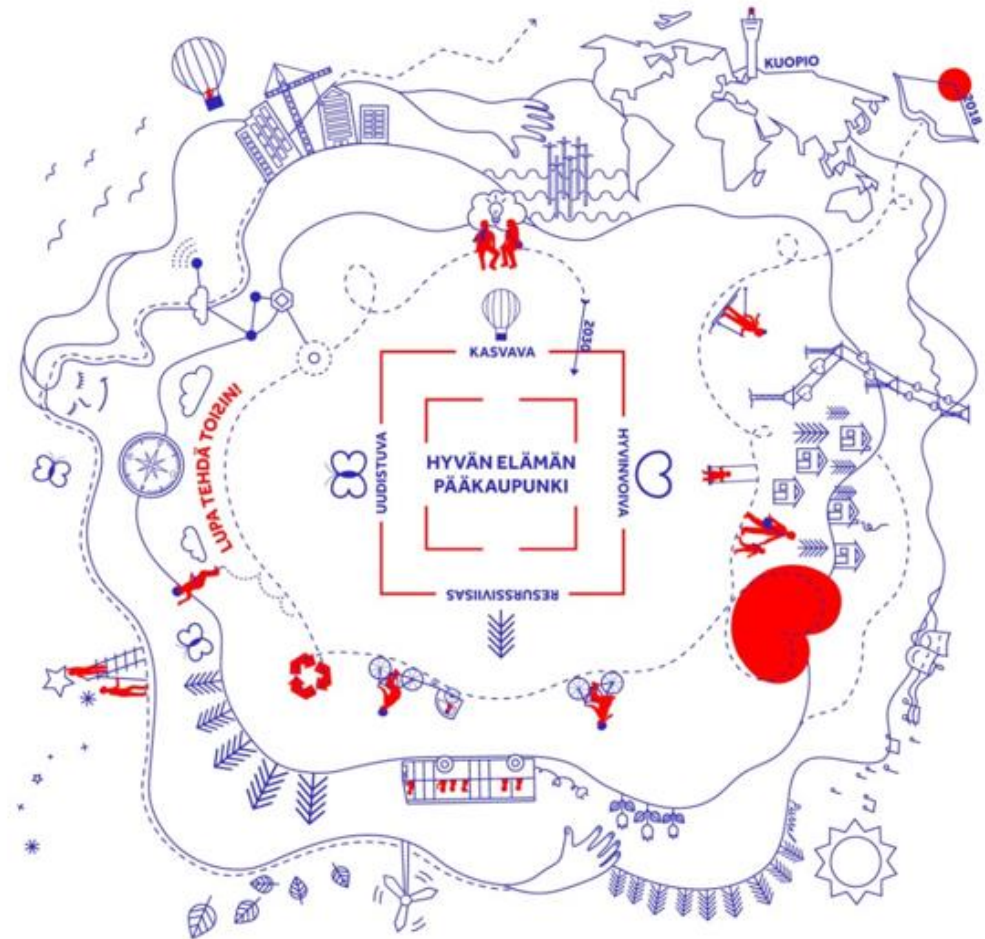 KUOPIO
2018
2030
KASVAVA
UUDISTUVA
HYVÄN ELÄMÄN
PÄÄKAUPUNKI
HYVINVOIVA
RESURSSIVIISAS
LUPA TEHDÄ TOISIN!